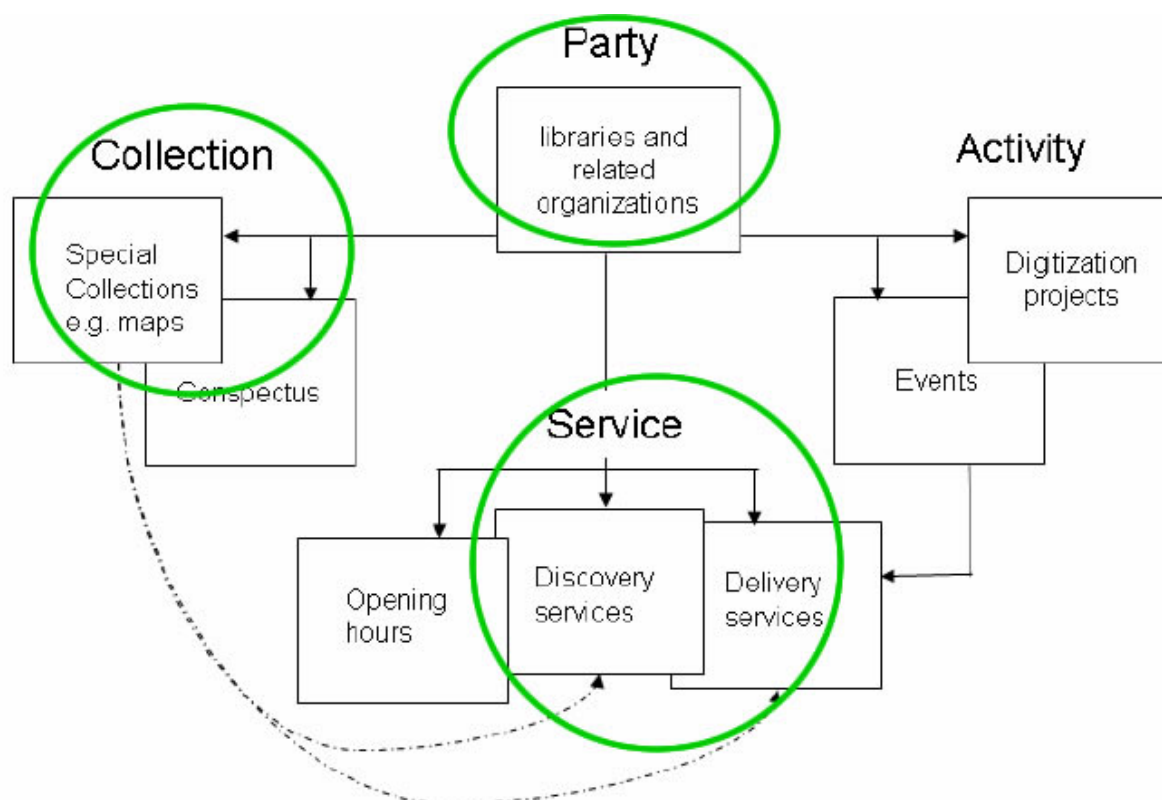 Party
libraries and
related
organizations
Collection
Special
Collections
e.g. maps
Conspectus
Activity
Digitization
projects
Events
Service
Opening
hours
Discovery
services
Delivery
services